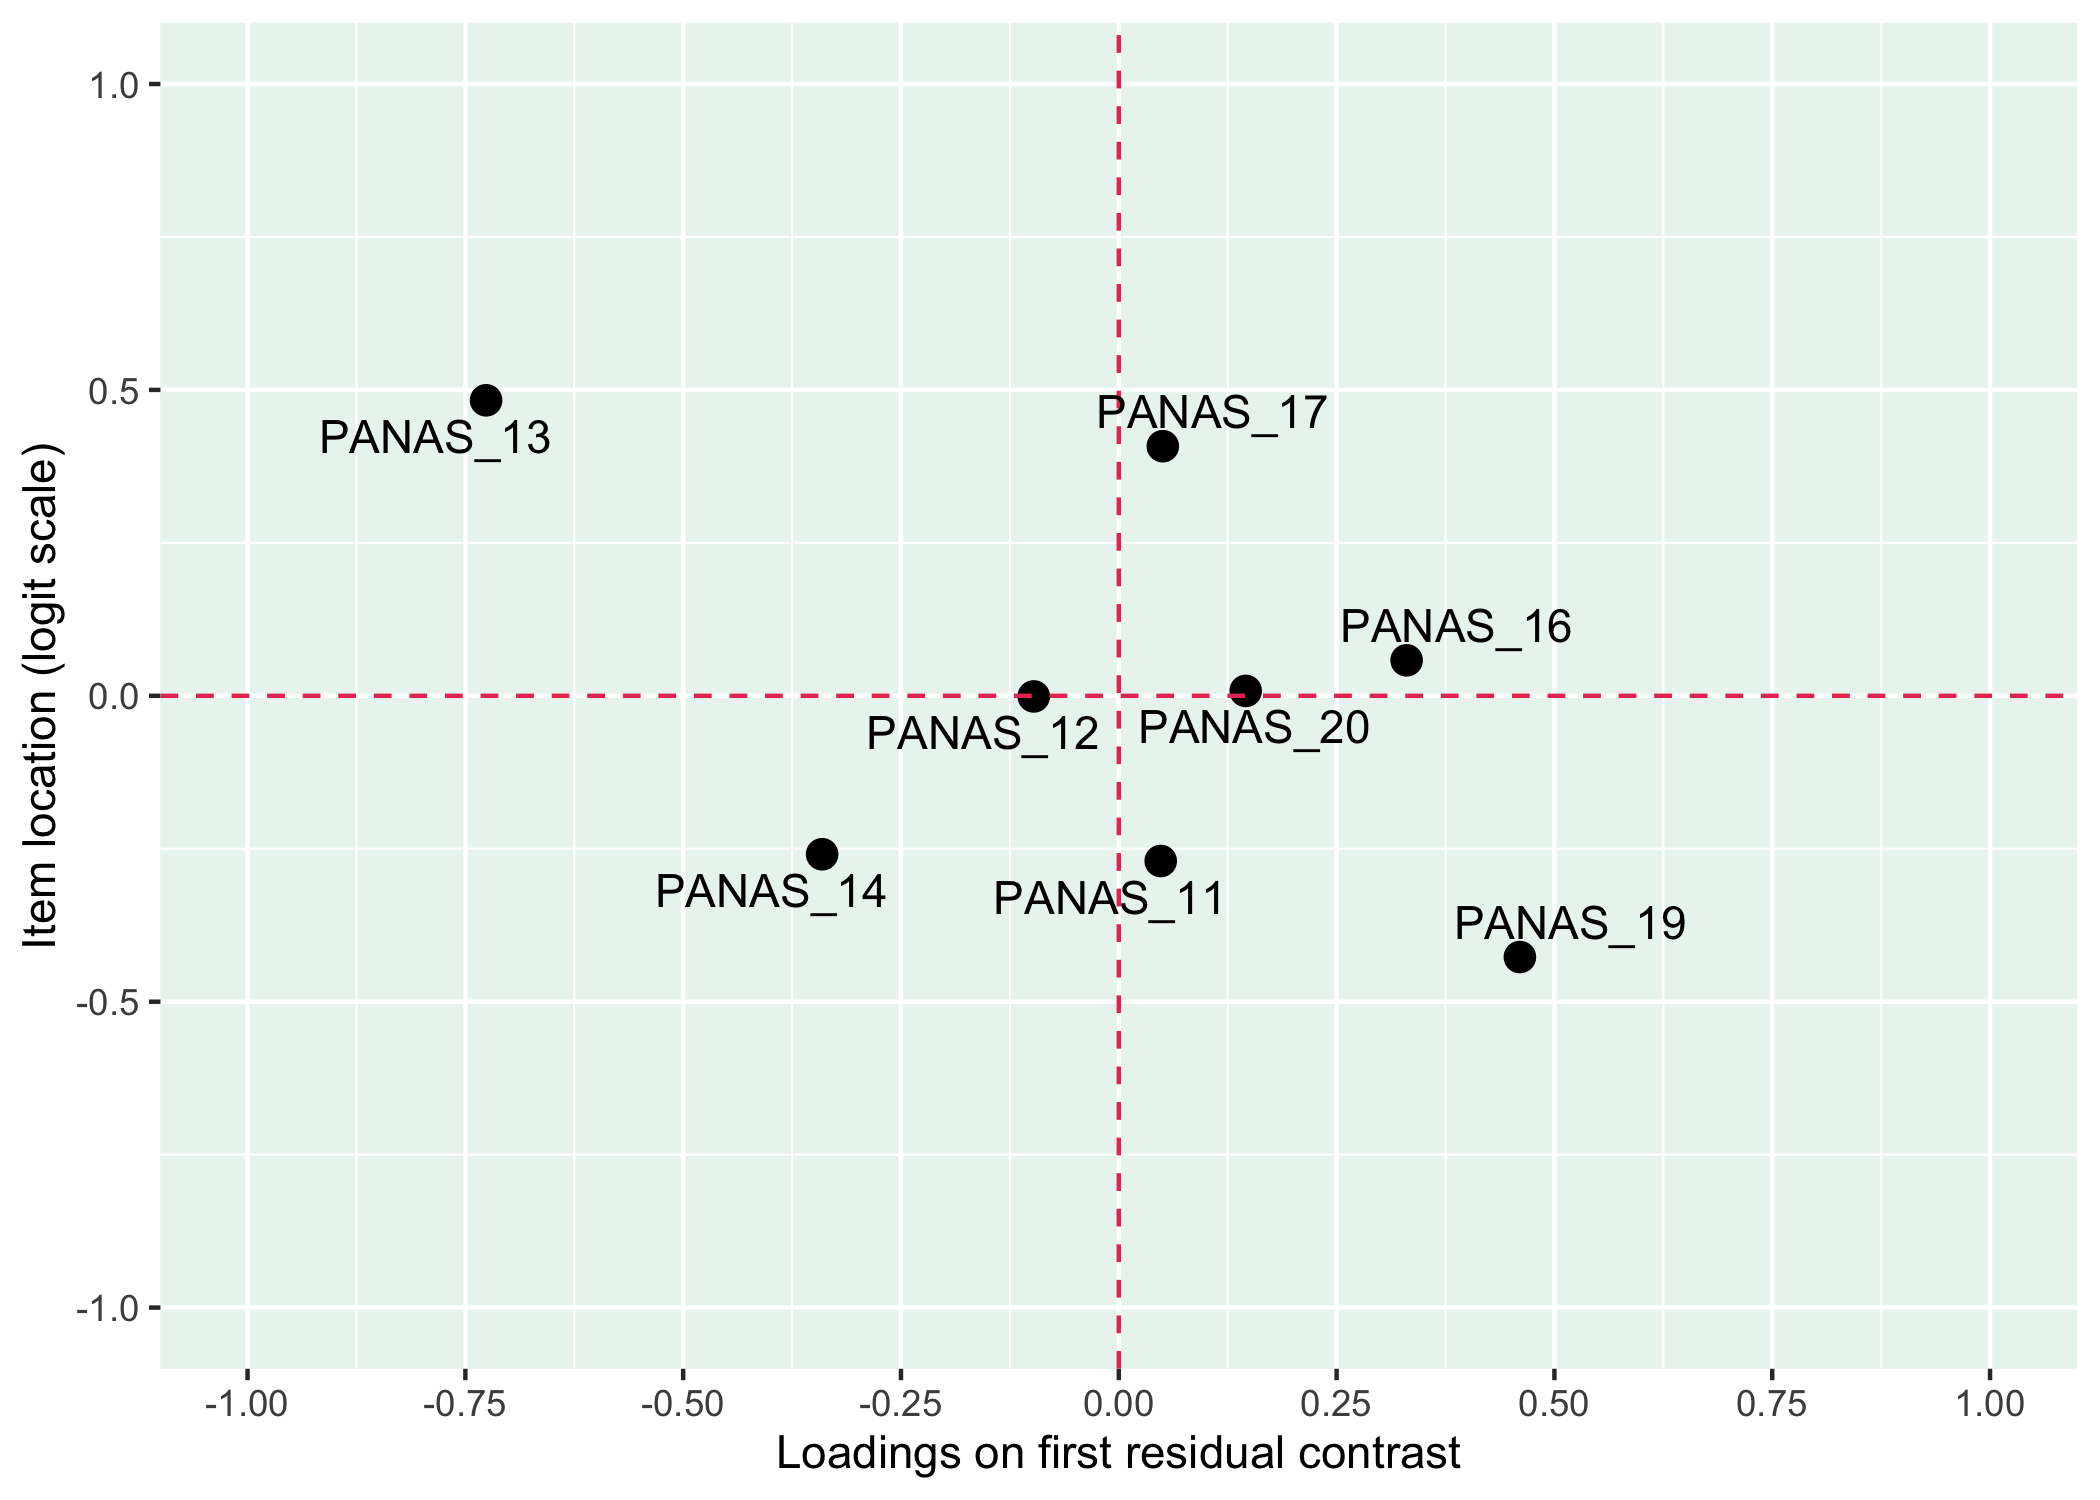 1.0
0.5
0.0
-0.5
-1.0
Item location (logit scale)
PANAS_13
PANAS_17
PANAS_16
PANAS_12
PANAS_20
PANAS_14
PANAS_11
PANAS_19
-1.00 -0.75 -0.50 -0.25 0.00 0.25 0.50 0.75 1.00
Loadings on first residual contrast